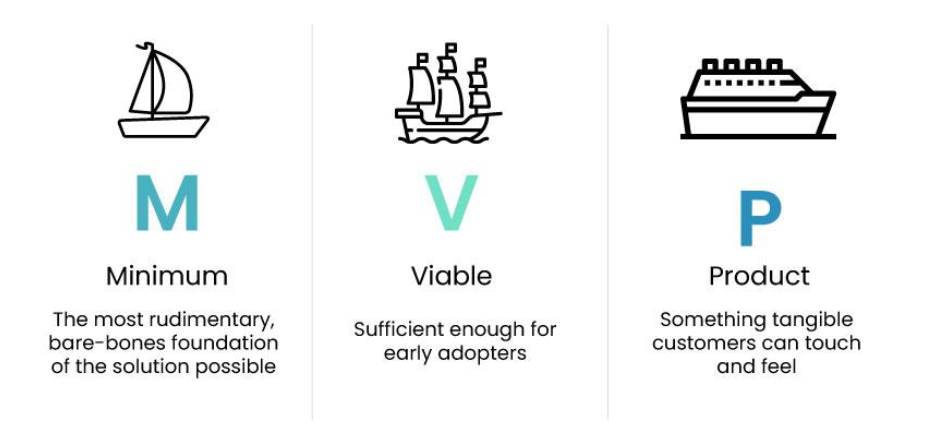 M
Minimum
The most rudimentary,
bare-bones foundation
of the solution possible
V
Viable
Sufficient enough for
early adopters
P
Product
Something tangible
customers can touch
and feel